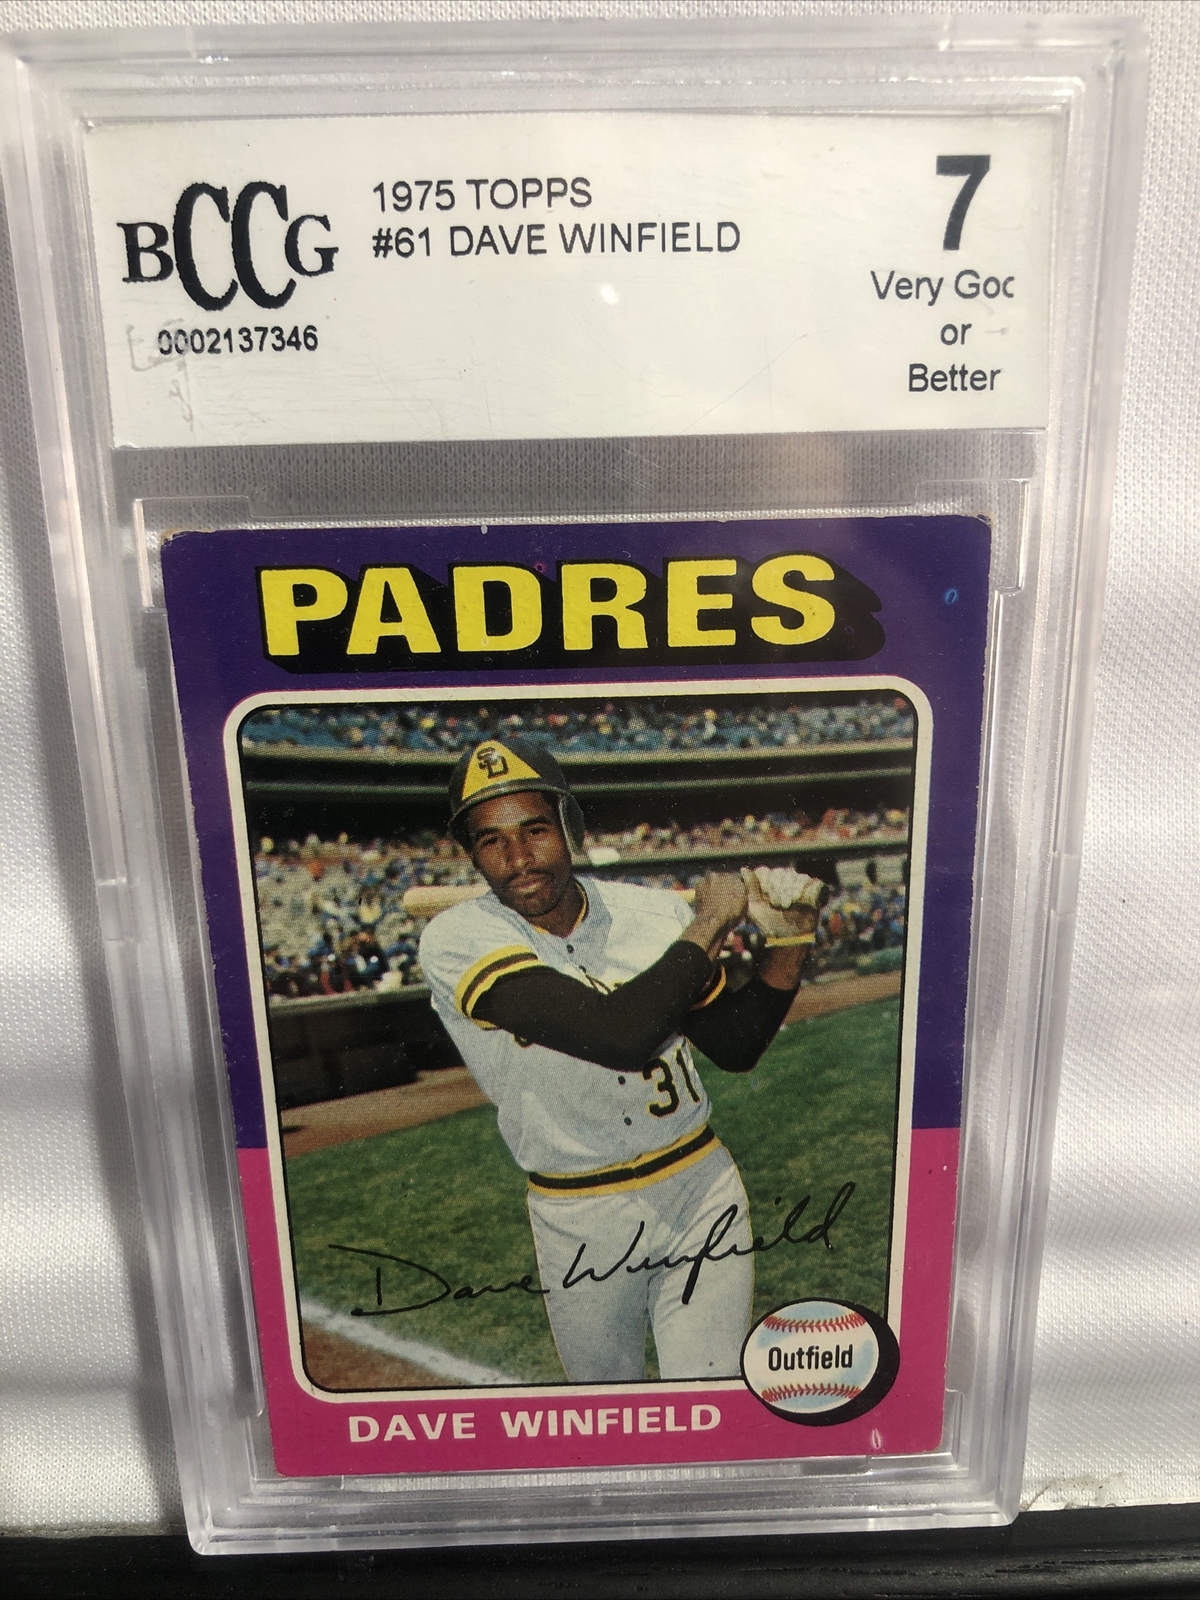 BCCG
0002137346
1975 TOPPS
#61 DAVE WINFIELD
7
Very Goo
or
Better
PADRES
SD
31
Dave Winfield
Outfield
DAVE WINFIELD